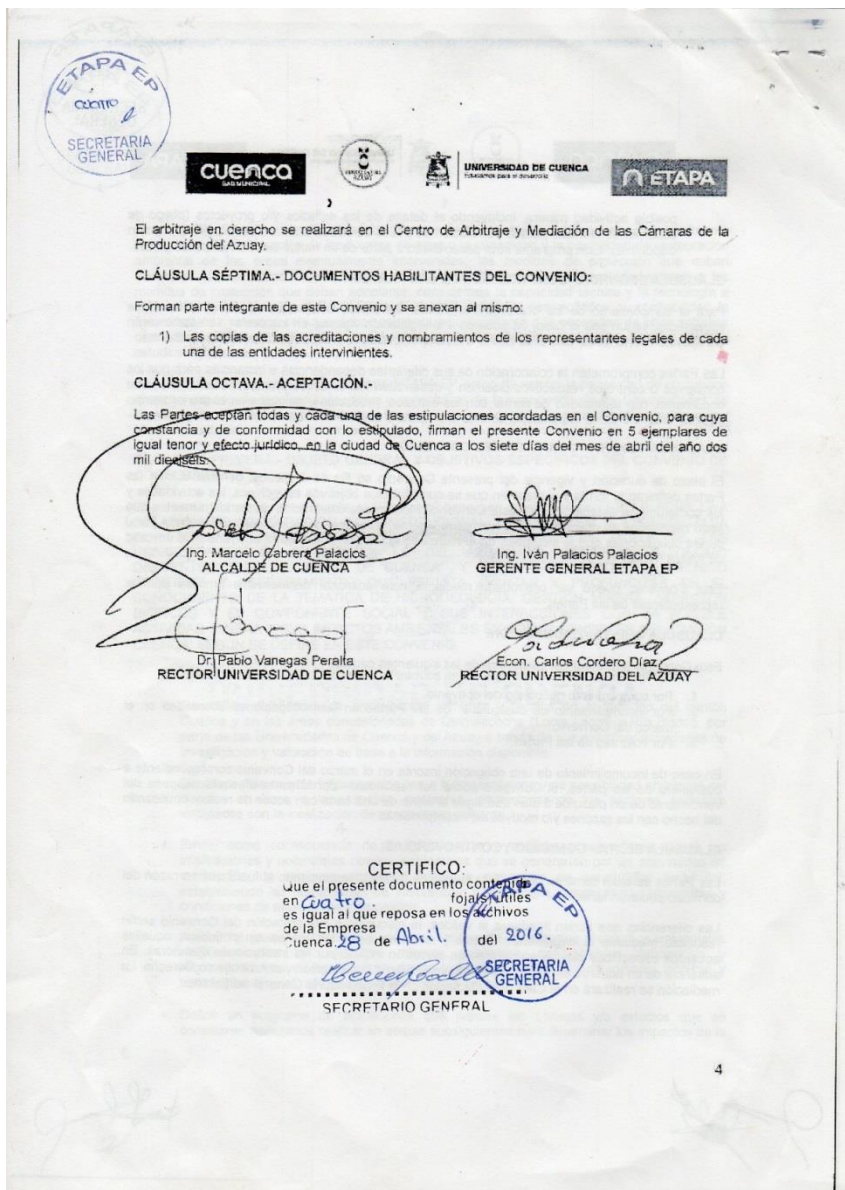 ETAPA EP
cuatro
SECRETARIA
GENERAL
cuenca
GAD MUNICIPAL
UNIVERSIDAD DE CUENCA
ETAPA
El arbitraje en derecho se realizará en el Centro de Arbitraje y Mediación de las Cámaras de la
Producción del Azuay.
CLÁUSULA SÉPTIMA.- DOCUMENTOS HABILITANTES DEL CONVENIO:
Forman parte integrante de este Convenio y se anexan al mismo:
1) Las copias de las acreditaciones y nombramientos de los representantes legales de cada
una de las entidades intervinientes.
CLÁUSULA OCTAVA.- ACEPTACIÓN.-
Las Partes aceptan todas y cada una de las estipulaciones acordadas en el Convenio, para cuya
constancia y de conformidad con lo estipulado, firman el presente Convenio en 5 ejemplares de
igual tenor y efecto jurídico, en la ciudad de Cuenca a los siete días del mes de abril del año dos
mil dieciséis.
Ing. Marcelo Cabrera Palacios
ALCALDE DE CUENCA
Ing. Iván Palacios Palacios
GERENTE GENERAL ETAPA EP
Dr. Pablo Vanegas Peralta
RECTOR UNIVERSIDAD DE CUENCA
Econ. Carlos Cordero Díaz
RECTOR UNIVERSIDAD DEL AZUAY
CERTIFICO:
Que el presente documento contenido
en cuatro. foja(s) útiles
es igual al que reposa en los archivos
de la Empresa
Cuenca 28 de Abril. del 2016.
ETAPA EP
SECRETARIA
GENERAL
SECRETARIO GENERAL
4